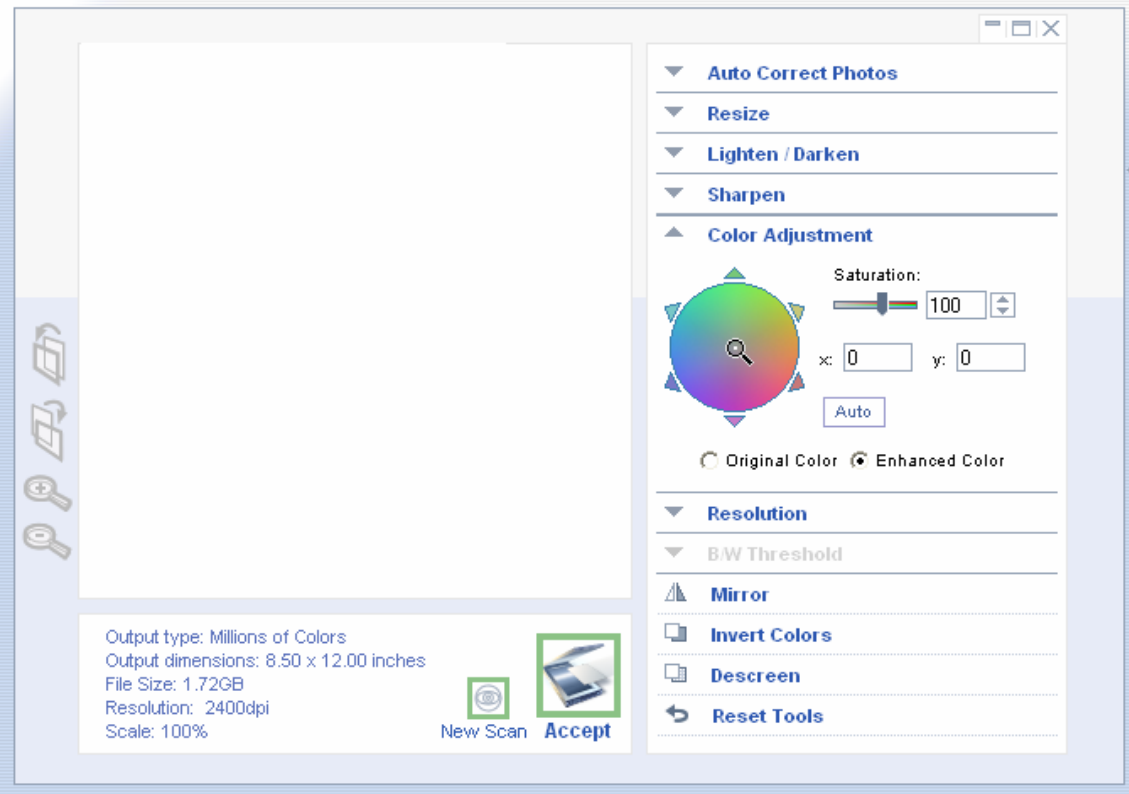 Auto Correct Photos
Resize
Lighten / Darken
Sharpen
Color Adjustment
Saturation:
100
x: 0 y: 0
Auto
Original Color Enhanced Color
Resolution
B/W Threshold
Mirror
Invert Colors
Descreen
Reset Tools
Output type: Millions of Colors
Output dimensions: 8.50 x 12.00 inches
File Size: 1.72GB
Resolution: 2400dpi
Scale: 100%
New Scan Accept